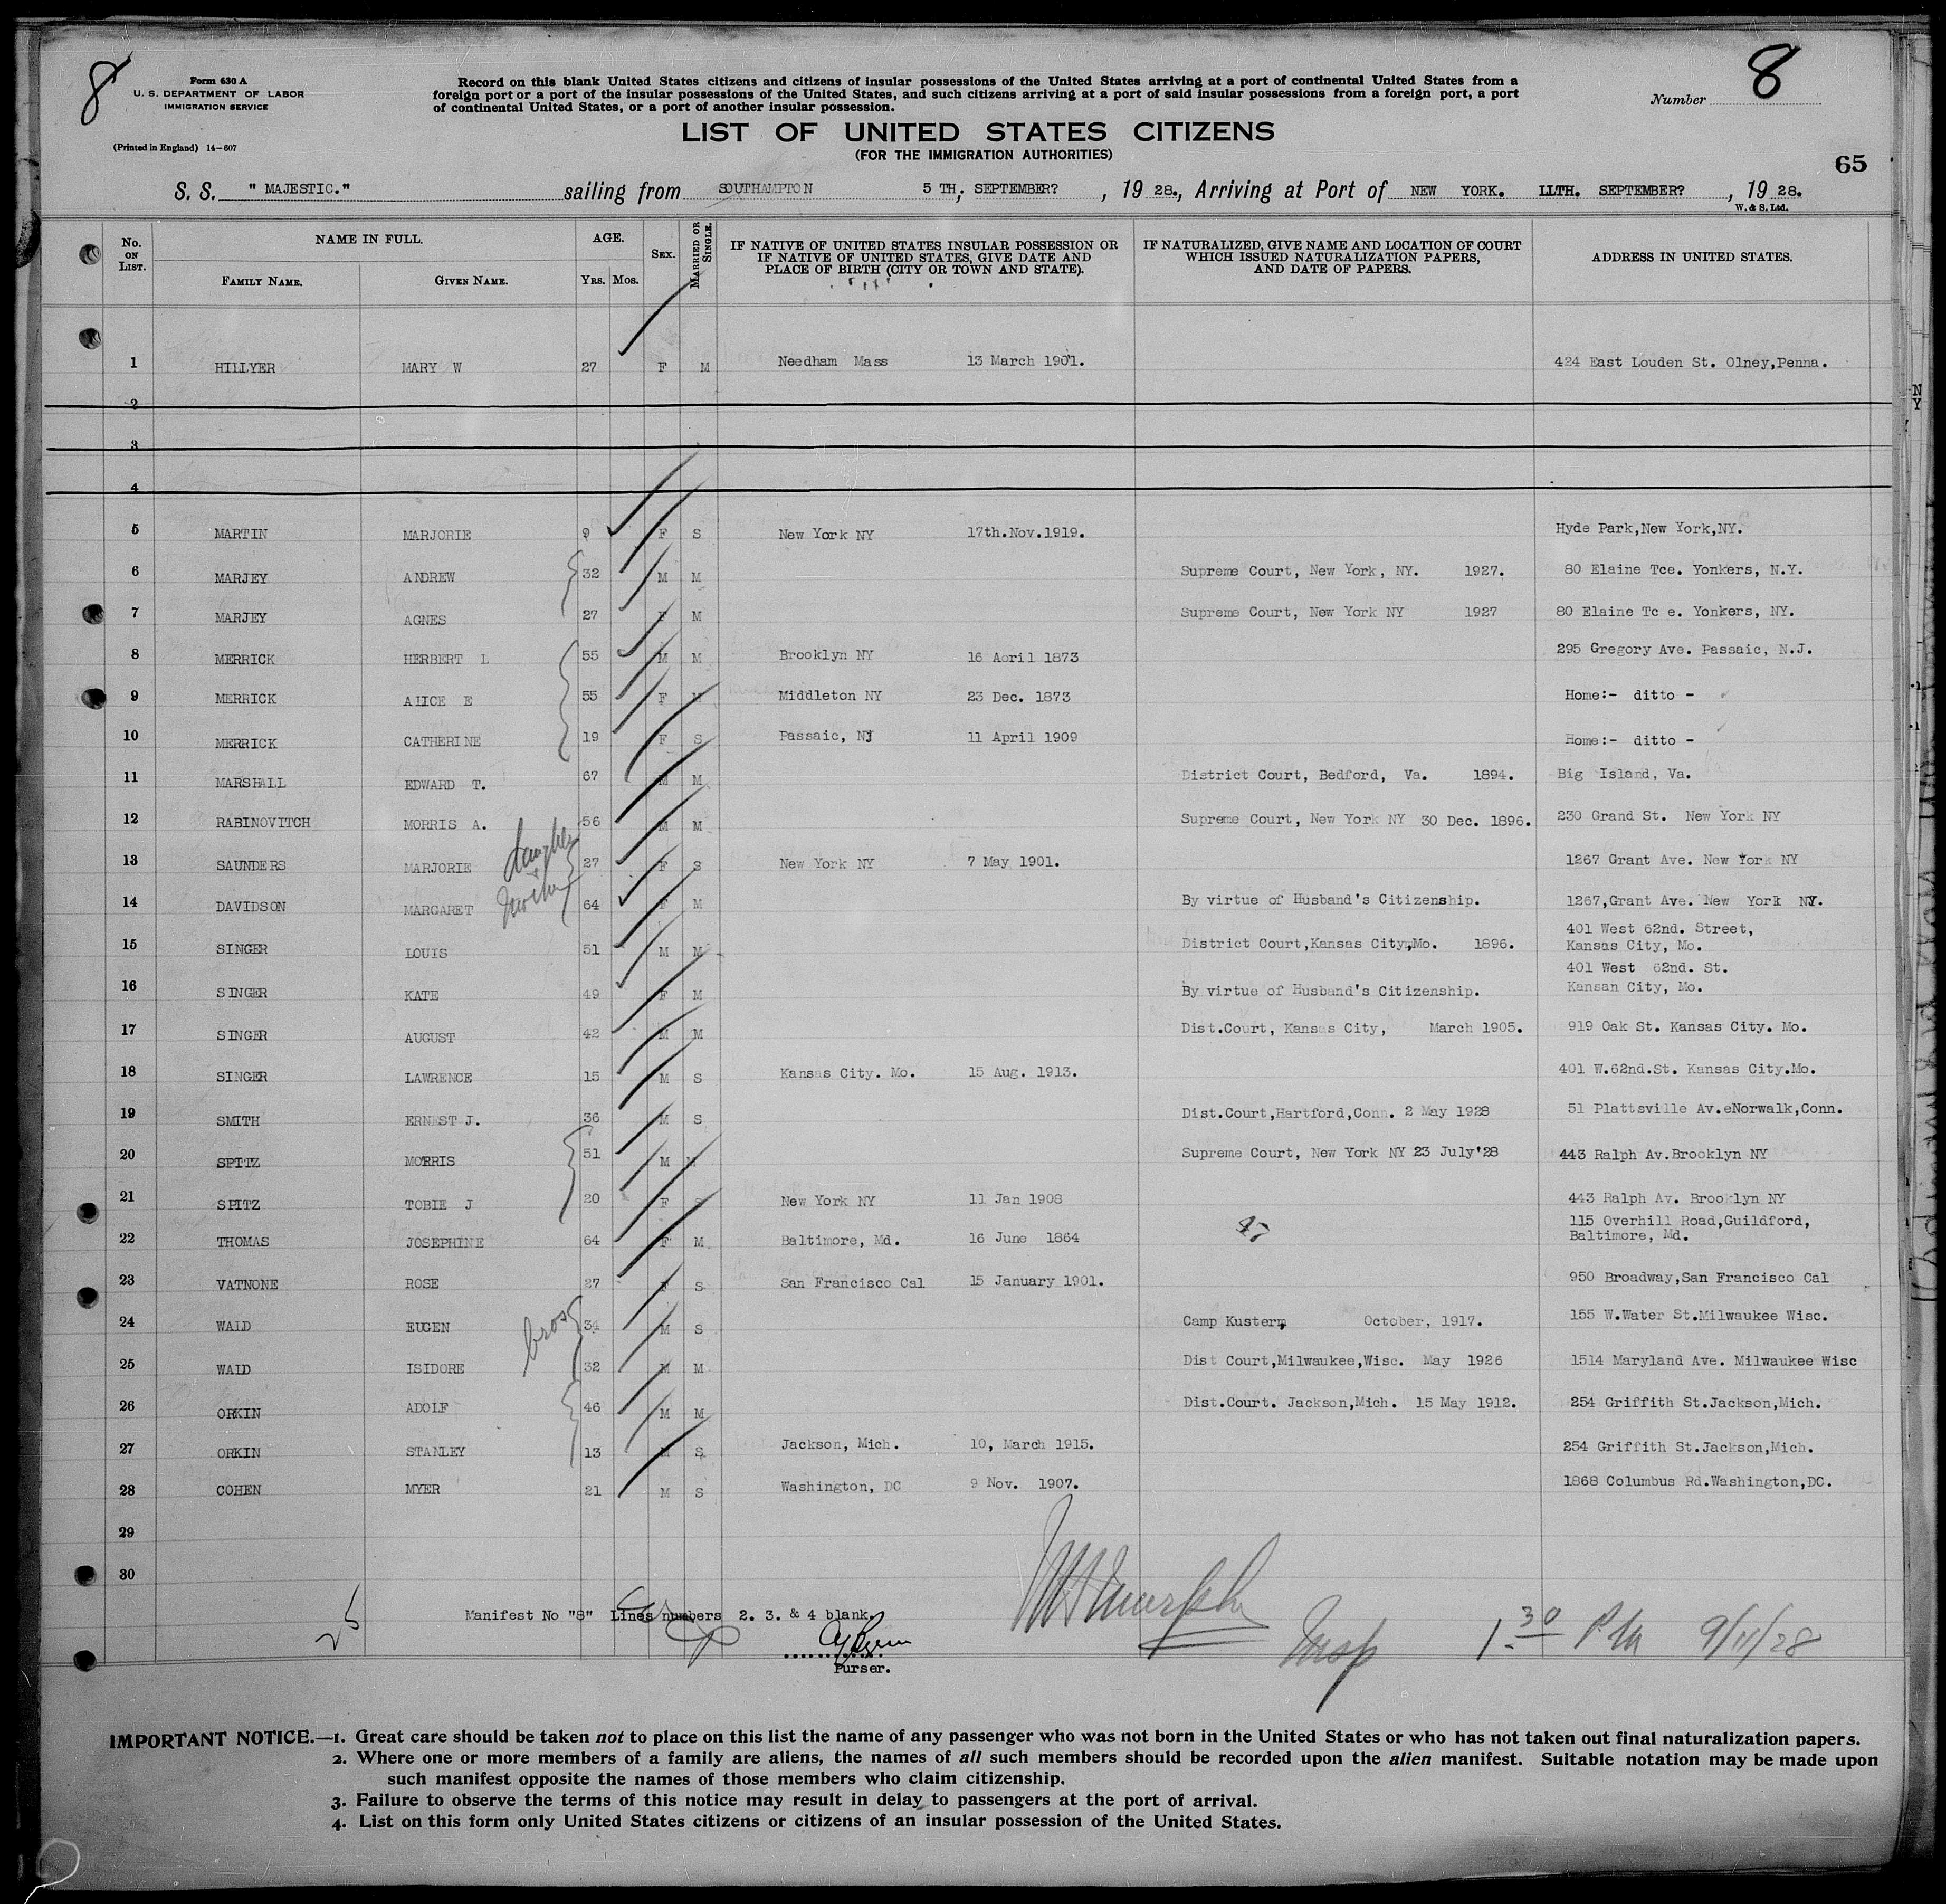 8
Form 630 A
U. S. DEPARTMENT OF LABOR
IMMIGRATION SERVICE
(Printed in England) 14-607
Record on this blank United States citizens and citizens of insular possessions of the United States arriving at a port of continental United States from a
foreign port or a port of the insular possessions of the United States, and such citizens arriving at a port of said insular possessions from a foreign port, a port
of continental United States, or a port of another insular possession.
Number 8
LIST OF UNITED STATES CITIZENS
(FOR THE IMMIGRATION AUTHORITIES)
65
S. S. " MAJESTIC." sailing from SOUTHAMPTON 5 TH, SEPTEMBER? , 19 28., Arriving at Port of NEW YORK. LLTH. SEPTEMBER? , 19 28.
W. & S. Ltd.
No. ON LIST. NAME IN FULL. FAMILY NAME. GIVEN NAME. AGE. YRS. MOS. SEX. MARRIED OR SINGLE. IF NATIVE OF UNITED STATES INSULAR POSSESSION OR IF NATIVE OF UNITED STATES, GIVE DATE AND PLACE OF BIRTH (CITY OR TOWN AND STATE). IF NATURALIZED, GIVE NAME AND LOCATION OF COURT WHICH ISSUED NATURALIZATION PAPERS, AND DATE OF PAPERS. ADDRESS IN UNITED STATES.
1 HILLYER MARY W 27 F M Needham Mass 13 March 1901. 424 East Louden St. Olney,Penna.
2
3
4
5 MARTIN MARJORIE 9 F S New York NY 17th.Nov.1919. Hyde Park,New York,NY.
6 MARJEY ANDREW 32 M M Supreme Court, New York, NY. 1927. 80 Elaine Tce. Yonkers, N.Y.
7 MARJEY AGNES 27 F M Supreme Court, New York NY 1927 80 Elaine Tc e. Yonkers, NY.
8 MERRICK HERBERT L 55 M M Brooklyn NY 16 April 1873 295 Gregory Ave. Passaic, N.J.
9 MERRICK ALICE E 55 F M Middleton NY 23 Dec. 1873 Home:- ditto -
10 MERRICK CATHERINE 19 F S Passaic, NJ 11 April 1909 Home:- ditto -
11 MARSHALL EDWARD T. 67 M M District Court, Bedford, Va. 1894. Big Island, Va.
12 RABINOVITCH MORRIS A. 56 M M Supreme Court, New York NY 30 Dec. 1896. 230 Grand St. New York NY
13 SAUNDERS MARJORIE 27 F S New York NY 7 May 1901. 1267 Grant Ave. New York NY
14 DAVIDSON MARGARET 64 F M By virtue of Husband's Citizenship. 1267,Grant Ave. New York NY.
15 SINGER LOUIS 51 M M District Court,Kansas City,Mo. 1896. 401 West 62nd. Street,
Kansas City, Mo.
16 SINGER KATE 49 F M By virtue of Husband's Citizenship. 401 West 62nd. St.
Kansan City, Mo.
17 SINGER AUGUST 42 M M Dist.Court, Kansas City, March 1905. 919 Oak St. Kansas City. Mo.
18 SINGER LAWRENCE 15 M S Kansas City. Mo. 15 Aug. 1913. 401 W.62nd.St. Kansas City.Mo.
19 SMITH ERNEST J. 36 M S Dist.Court,Hartford,Conn. 2 May 1928 51 Plattsville Av.eNorwalk,Conn.
20 SPITZ MORRIS 51 M M Supreme Court, New York NY 23 July'28 443 Ralph Av.Brooklyn NY
21 SPITZ TOBIE J 20 F S New York NY 11 Jan 1908 443 Ralph Av. Brooklyn NY
22 THOMAS JOSEPHINE 64 F M Baltimore, Md. 16 June 1864 115 Overhill Road,Guildford,
Baltimore, Md.
23 VATNONE ROSE 27 F S San Francisco Cal 15 January 1901. 950 Broadway,San Francisco Cal
24 WALD EUGEN 34 M S Camp Kuster, October, 1917. 155 W.Water St.Milwaukee Wisc.
bros
25 WALD ISIDORE 32 M M Dist Court,Milwaukee,Wisc. May 1926 1514 Maryland Ave. Milwaukee Wisc
26 ORKIN ADOLF 46 M M Dist.Court. Jackson,Mich. 15 May 1912. 254 Griffith St.Jackson,Mich.
27 ORKIN STANLEY 13 M S Jackson, Mich. 10, March 1915. 254 Griffith St.Jackson,Mich.
28 COHEN MYER 21 M S Washington, DC 9 Nov. 1907. 1868 Columbus Rd.Washington,DC.
29
30
25
Manifest No "8" Lines numbers 2. 3. & 4 blank.
Purser.
Murphy
Insp 1.30 P.M 9/11/28
IMPORTANT NOTICE.—1. Great care should be taken not to place on this list the name of any passenger who was not born in the United States or who has not taken out final naturalization papers.
2. Where one or more members of a family are aliens, the names of all such members should be recorded upon the alien manifest. Suitable notation may be made upon
such manifest opposite the names of those members who claim citizenship.
3. Failure to observe the terms of this notice may result in delay to passengers at the port of arrival.
4. List on this form only United States citizens or citizens of an insular possession of the United States.